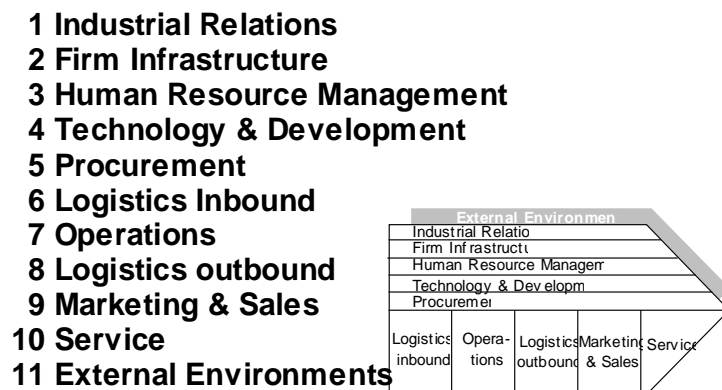 1 Industrial Relations
2 Firm Infrastructure
3 Human Resource Management
4 Technology & Development
5 Procurement
6 Logistics Inbound
7 Operations
8 Logistics outbound
9 Marketing & Sales
10 Service
11 External Environments
External Environmen
Industrial Relatio
Firm Infrastructu
Human Resource Managem
Technology & Developm
Procuremen
Logistics
inbound
Opera-
tions
Logistics
outbound
Marketing
& Sales
Service